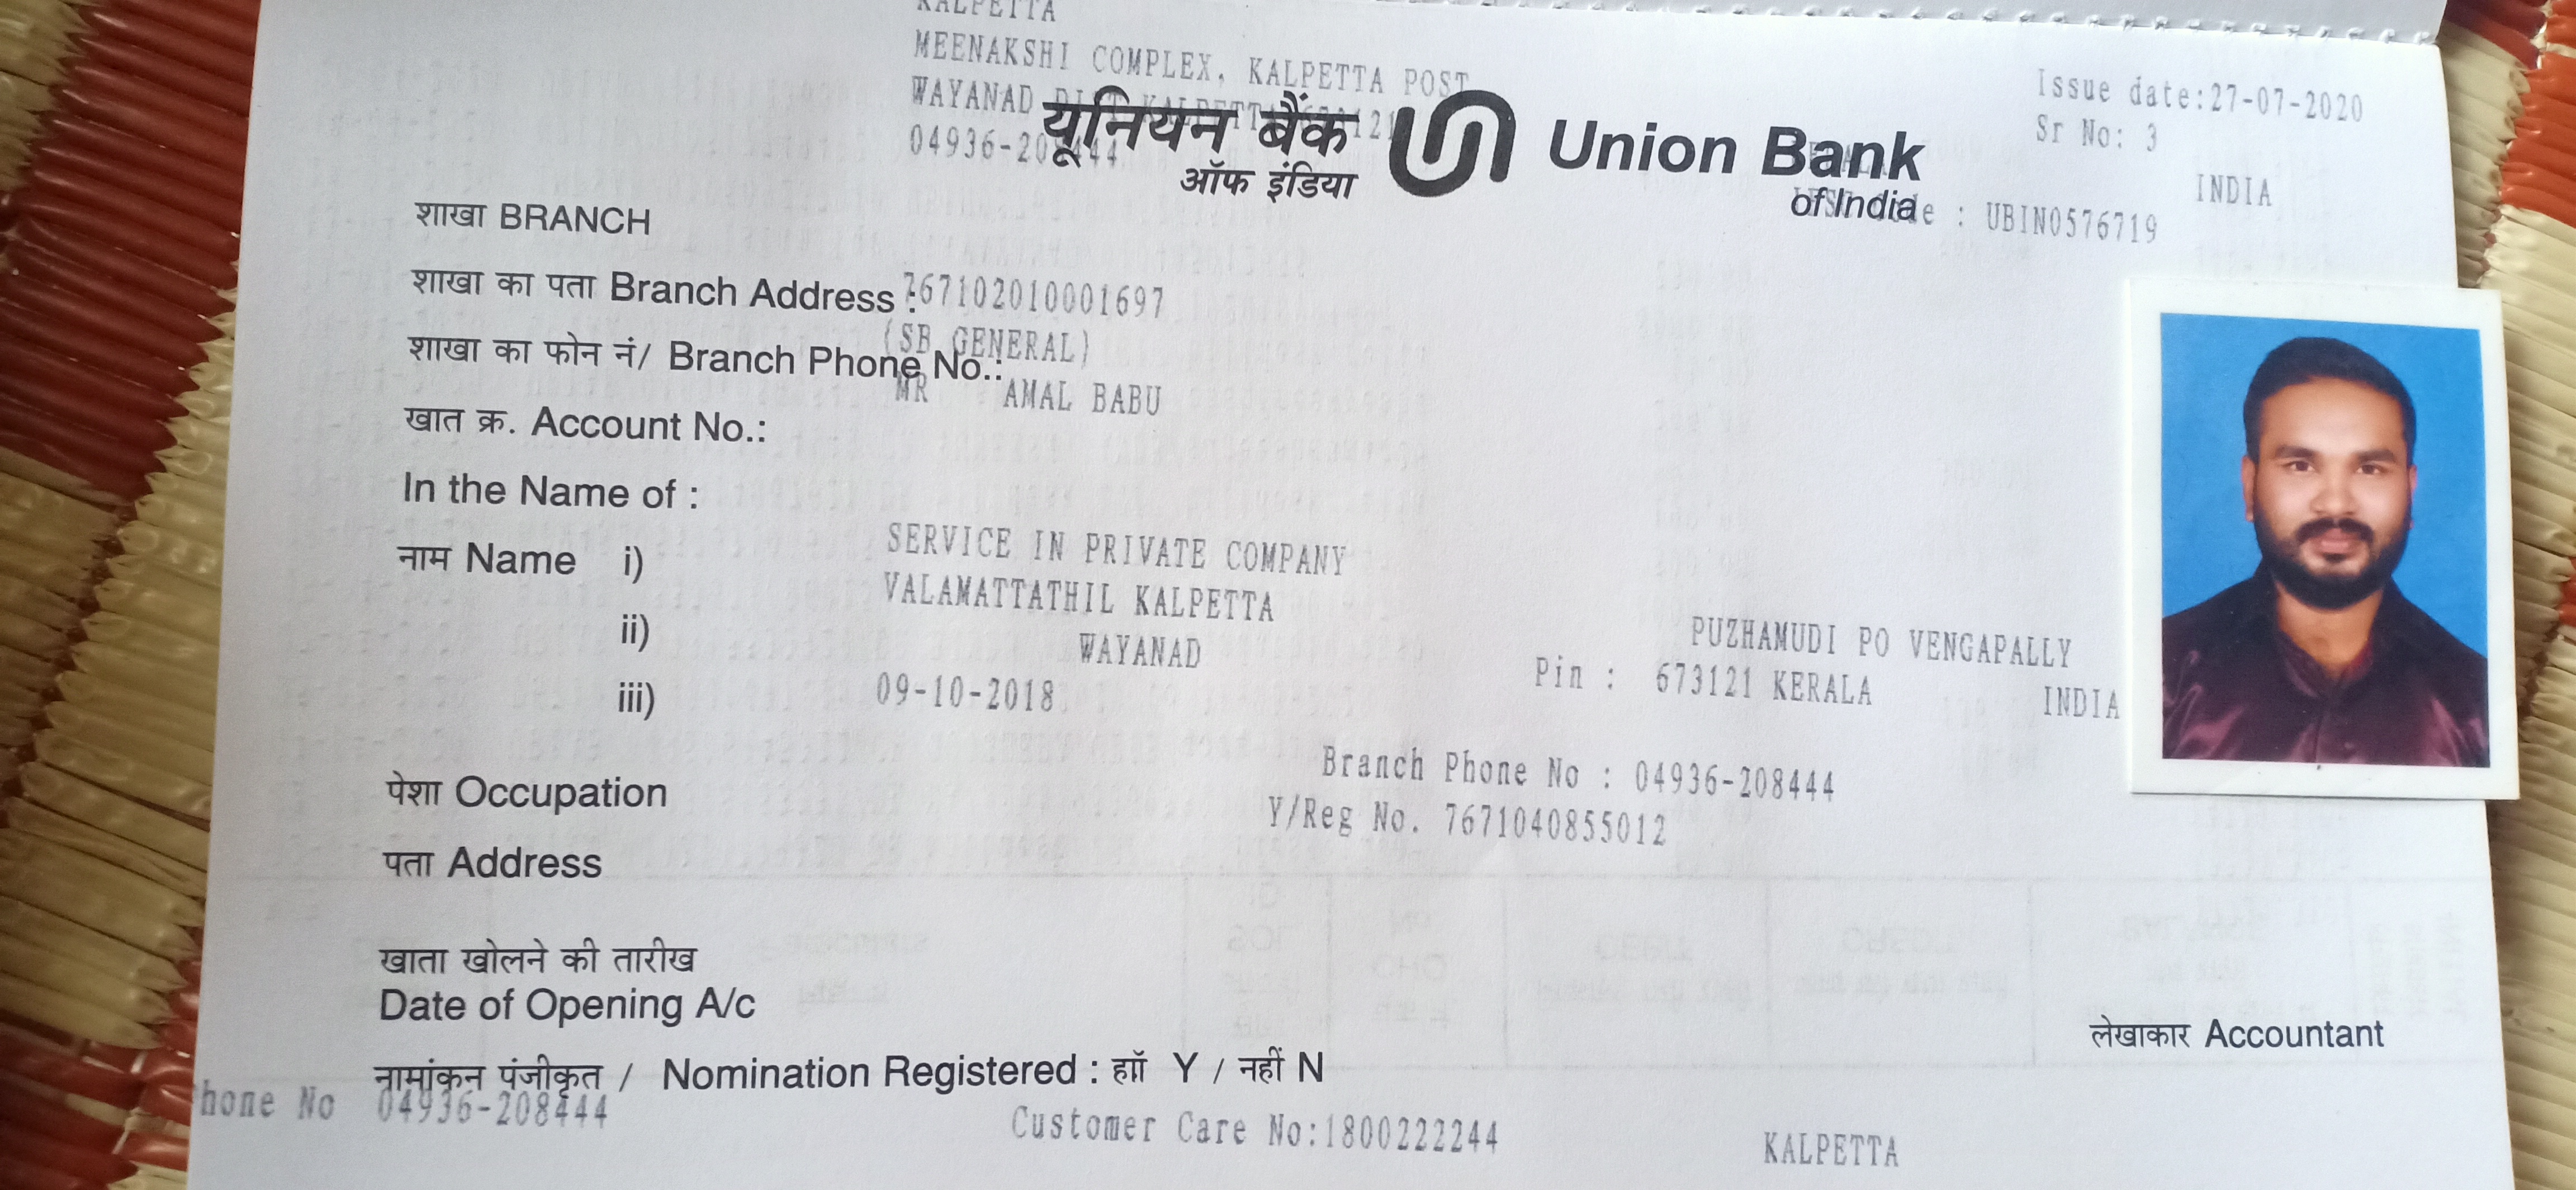 KALPETTA
MEENAKSHI COMPLEX, KALPETTA POST
WAYANAD DIST KALPETTA 673121
04936-208444
Issue date:27-07-2020
Sr No: 3
INDIA
यूनियन बैंक
ऑफ इंडिया
Union Bank
of India
Code : UBIN0576719
शाखा BRANCH
शाखा का पता Branch Address :
767102010001697
(SB GENERAL)
शाखा का फोन नं/ Branch Phone No.:
MR AMAL BABU
खात क्र. Account No.:
In the Name of :
नाम Name i)
SERVICE IN PRIVATE COMPANY
VALAMATTATHIL KALPETTA
ii)
WAYANAD
PUZHAMUDI PO VENGAPALLY
Pin : 673121 KERALA INDIA
iii)
09-10-2018
Branch Phone No : 04936-208444
पेशा Occupation
Y/Reg No. 7671040855012
पता Address
खाता खोलने की तारीख
Date of Opening A/c
लेखाकार Accountant
नामांकन पंजीकृत / Nomination Registered : हाॅं Y / नहीं N
hone No 04936-208444
Customer Care No:1800222244
KALPETTA